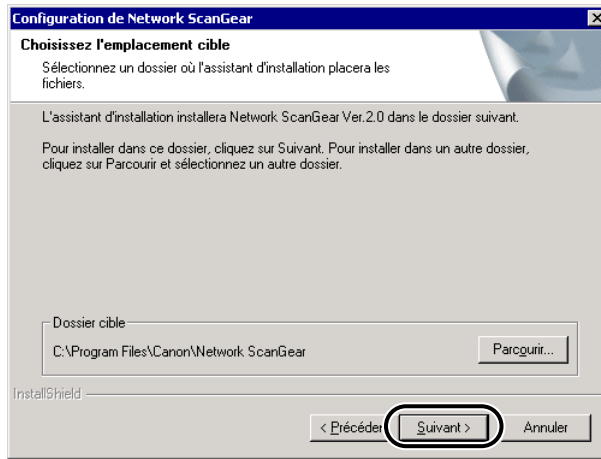 Configuration de Network ScanGear
Choisissez l'emplacement cible
Sélectionnez un dossier où l'assistant d'installation placera les
fichiers.
L'assistant d'installation installera Network ScanGear Ver.2.0 dans le dossier suivant.
Pour installer dans ce dossier, cliquez sur Suivant. Pour installer dans un autre dossier,
cliquez sur Parcourir et sélectionnez un autre dossier.
Dossier cible
C:\Program Files\Canon\Network ScanGear
Parcourir...
InstallShield
< Précéder
Suivant >
Annuler